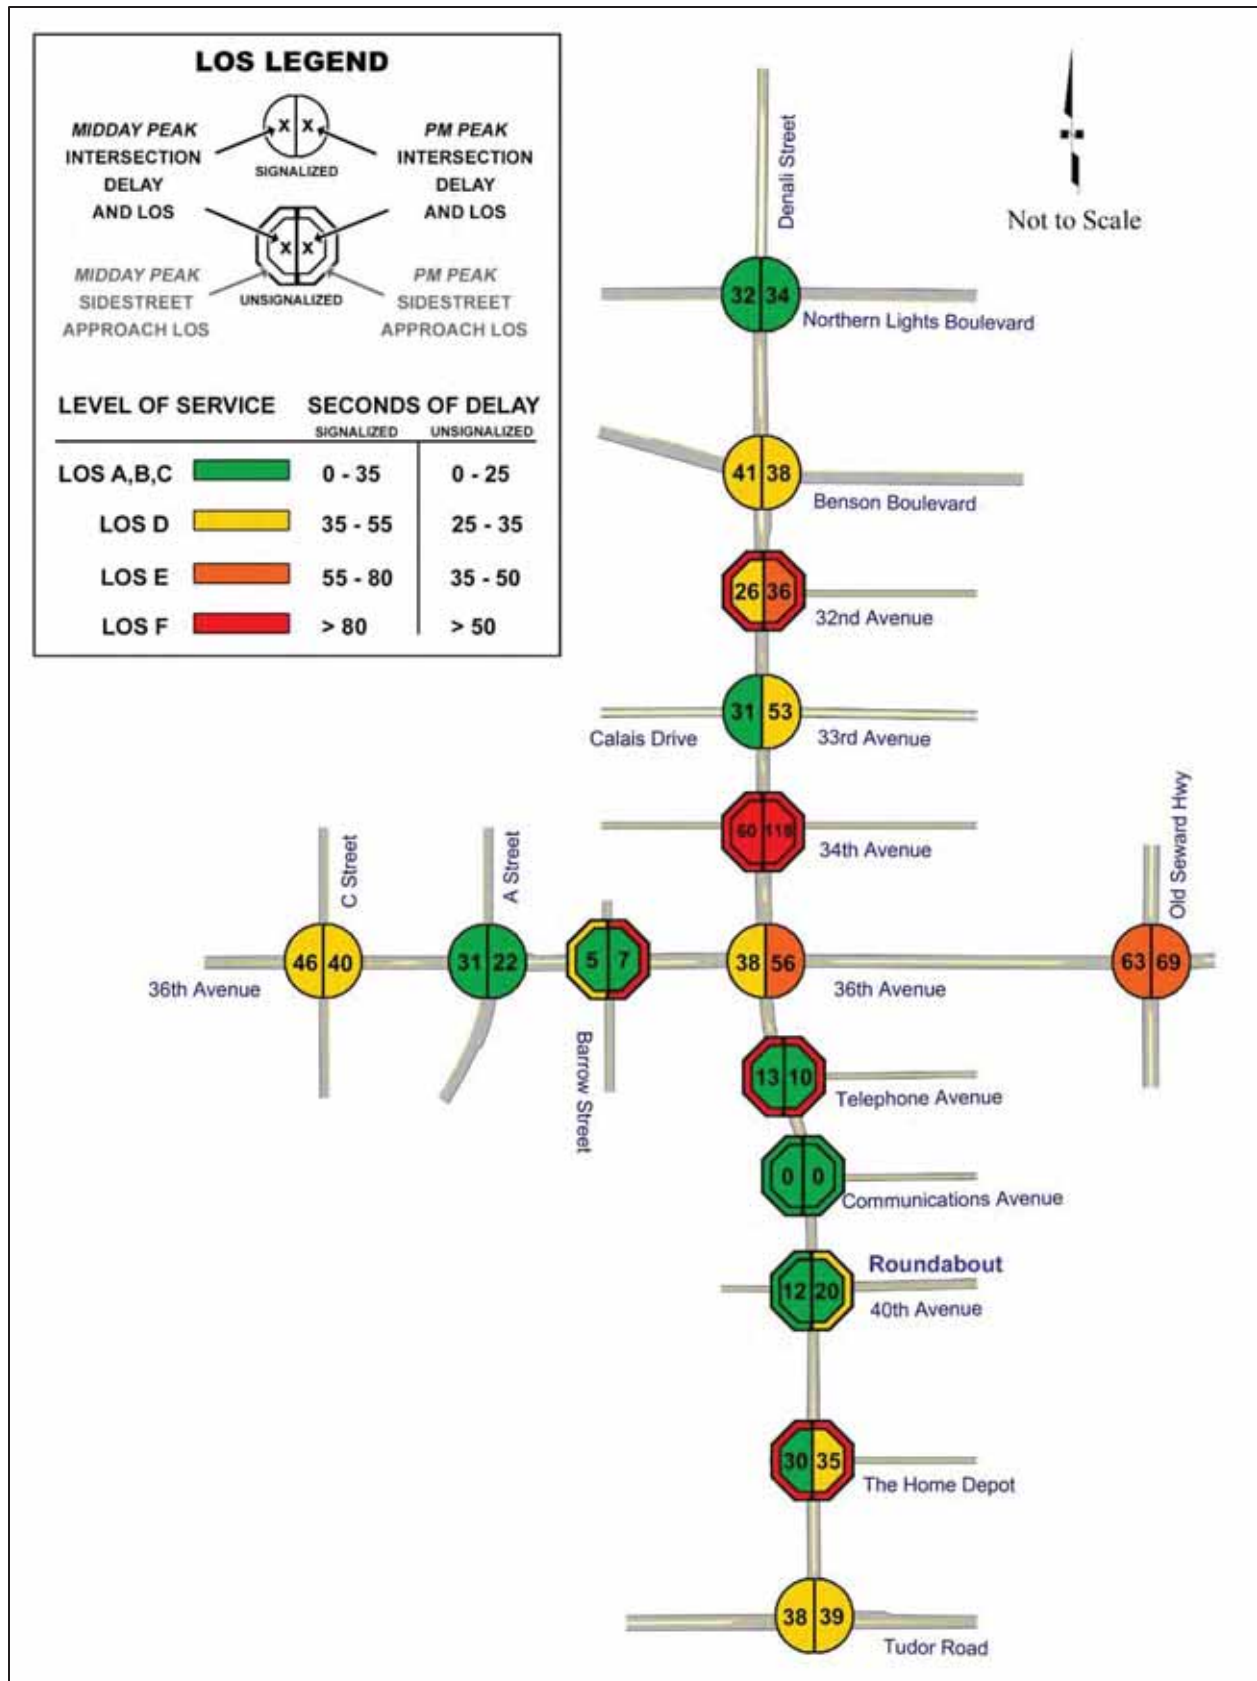 LOS LEGEND
MIDDAY PEAK
INTERSECTION
DELAY
AND LOS
X X
SIGNALIZED
PM PEAK
INTERSECTION
DELAY
AND LOS
X X
UNSIGNALIZED
MIDDAY PEAK
SIDESTREET
APPROACH LOS
PM PEAK
SIDESTREET
APPROACH LOS
LEVEL OF SERVICE SECONDS OF DELAY
SIGNALIZED UNSIGNALIZED
LOS A,B,C 0 - 35 0 - 25
LOS D 35 - 55 25 - 35
LOS E 55 - 80 35 - 50
LOS F > 80 > 50
Not to Scale
Denali Street
32 34
Northern Lights Boulevard
41 38
Benson Boulevard
26 36
32nd Avenue
31 53
Calais Drive
33rd Avenue
60
34th Avenue
C Street
A Street
Old Seward Hwy
46 40
31 22
5 7
38 56
63 69
36th Avenue
36th Avenue
Barrow Street
13 10
Telephone Avenue
0 0
Communications Avenue
Roundabout
12 20
40th Avenue
30 35
The Home Depot
38 39
Tudor Road